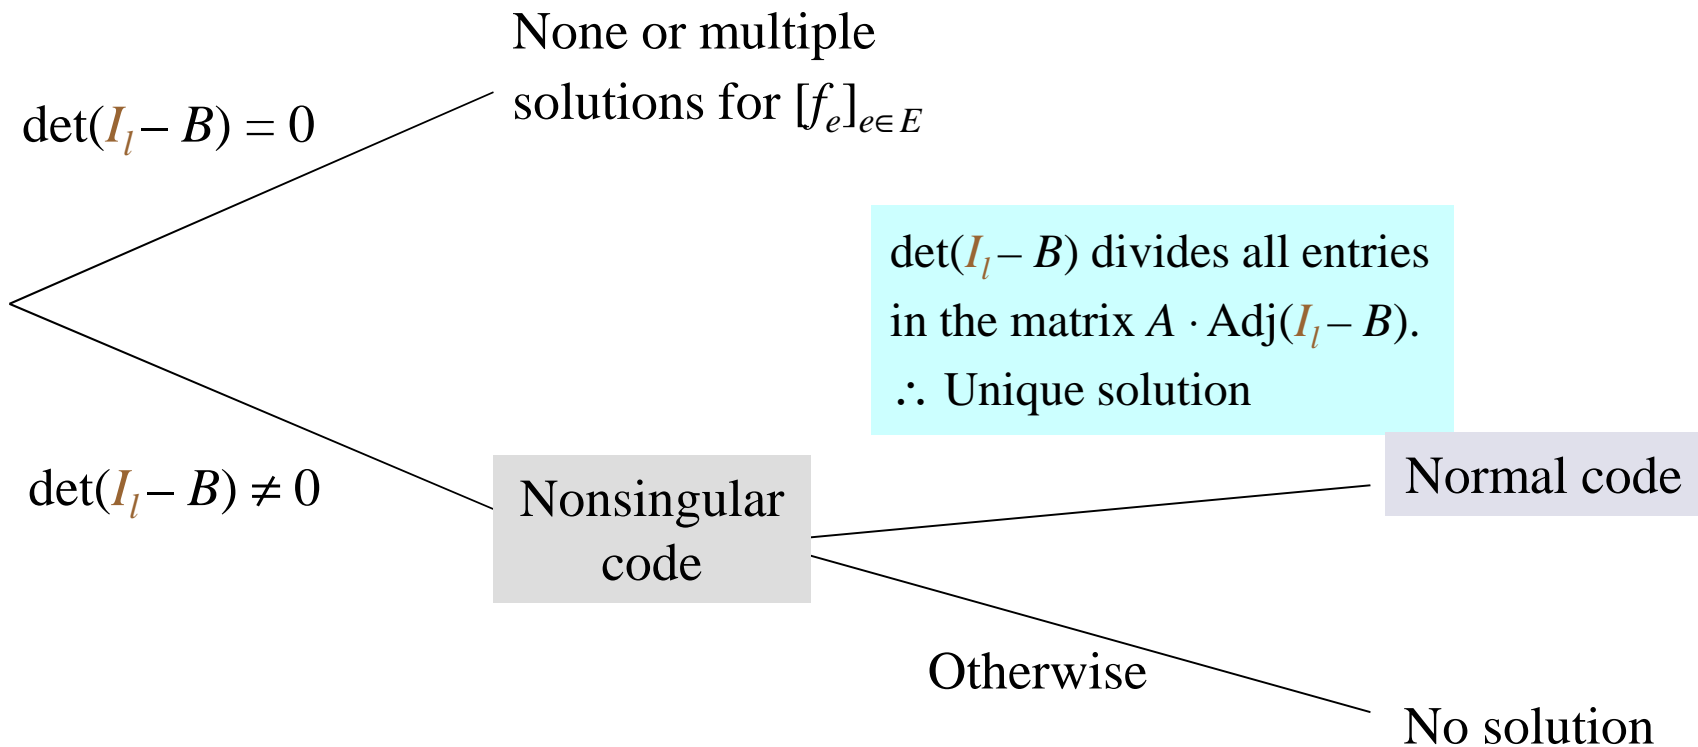 None or multiple
solutions for [f_e]_{e∈E}
det(I_l – B) = 0
det(I_l – B) divides all entries
in the matrix A · Adj(I_l – B).
∴ Unique solution
Normal code
det(I_l – B) ≠ 0
Nonsingular
code
Otherwise
No solution